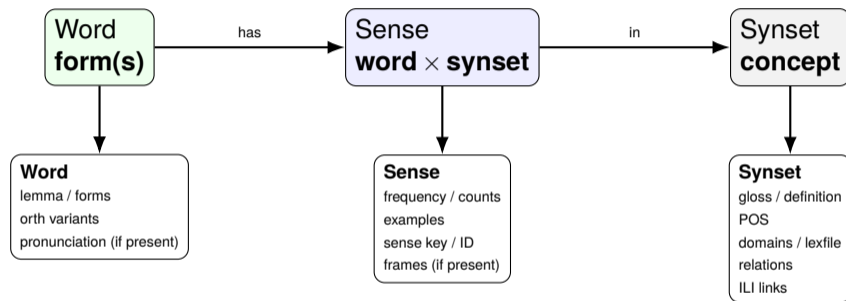 Word
form(s)
has
Sense
word × synset
in
Synset
concept
Word
lemma / forms
orth variants
pronunciation (if present)
Sense
frequency / counts
examples
sense key / ID
frames (if present)
Synset
gloss / definition
POS
domains / lexfile
relations
ILI links